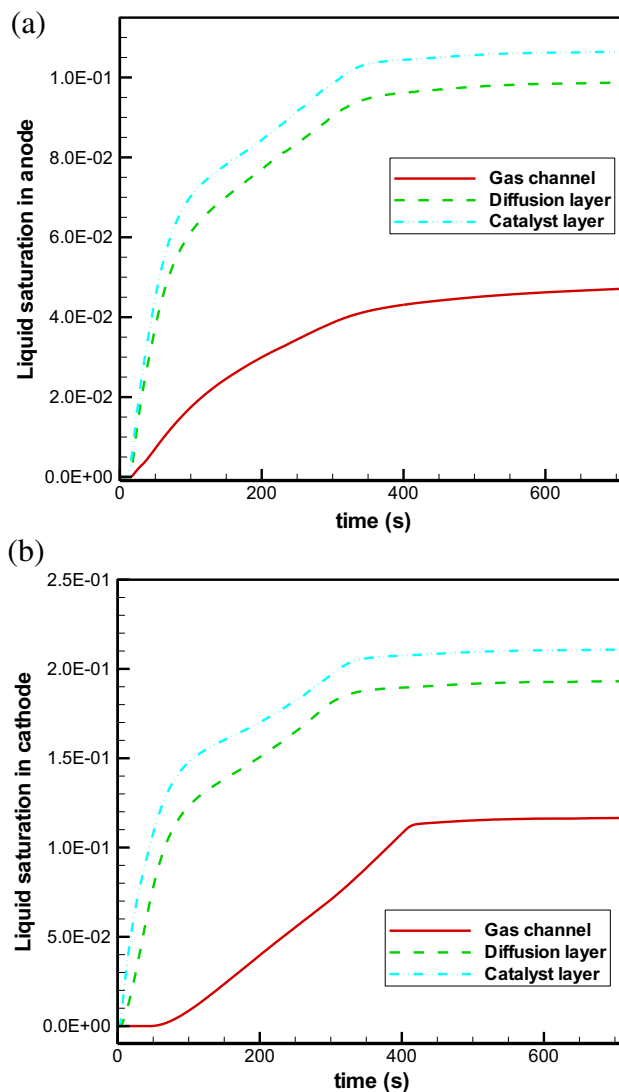 (a)
Liquid saturation in anode
1.0E-01
8.0E-02
6.0E-02
4.0E-02
2.0E-02
0.0E+00
Gas channel
Diffusion layer
Catalyst layer
0 200 400 600
time (s)
(b)
Liquid saturation in cathode
2.5E-01
2.0E-01
1.5E-01
1.0E-01
5.0E-02
0.0E+00
Gas channel
Diffusion layer
Catalyst layer
0 200 400 600
time (s)